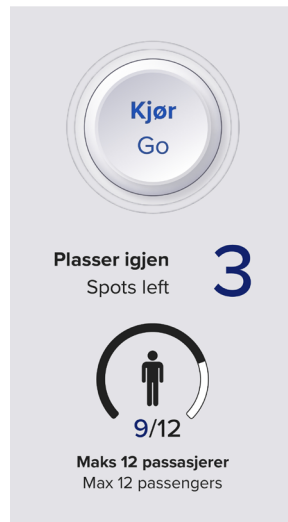 Kjør
Go
Plasser igjen
Spots left
3
9/12
Maks 12 passasjerer
Max 12 passengers